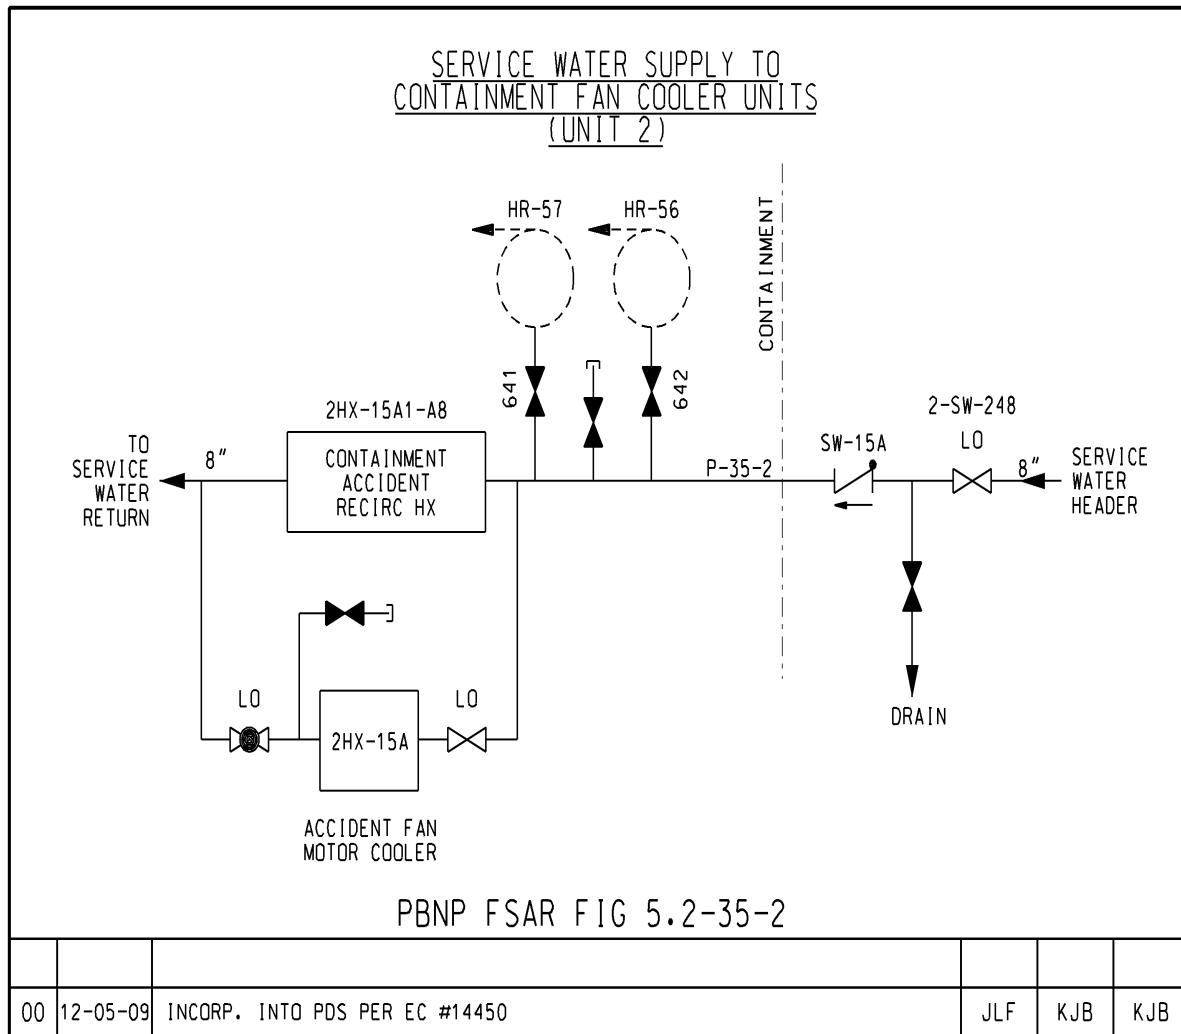 SERVICE WATER SUPPLY TO
CONTAINMENT FAN COOLER UNITS
(UNIT 2)
HR-57
HR-56
CONTAINMENT
641
642
2HX-15A1-A8
2-SW-248
LO
SW-15A
TO
SERVICE
WATER
RETURN
8"
CONTAINMENT
ACCIDENT
RECIRC HX
P-35-2
8"
SERVICE
WATER
HEADER
LO
LO
2HX-15A
DRAIN
ACCIDENT FAN
MOTOR COOLER
PBNP FSAR FIG 5.2-35-2
00 12-05-09 INCORP. INTO PDS PER EC #14450 JLF KJB KJB